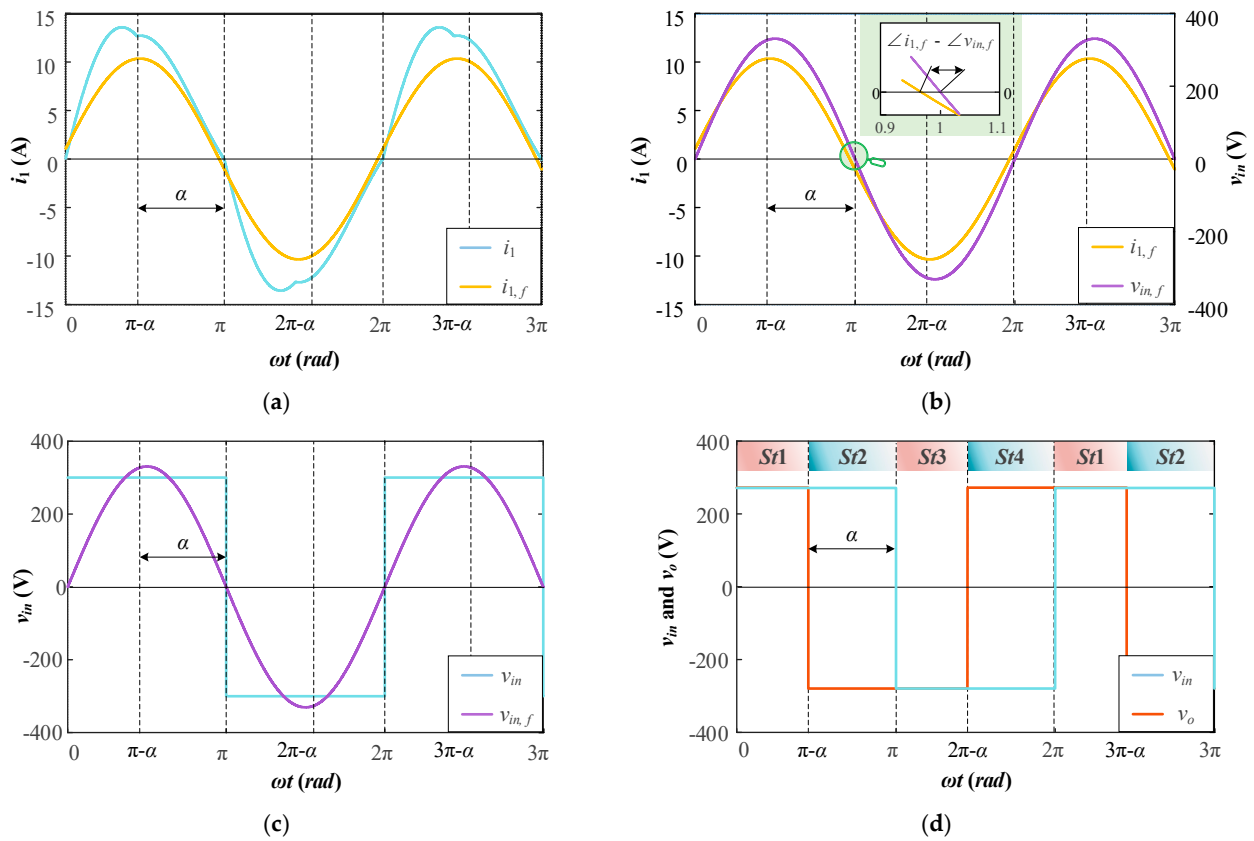 15
10
5
0
-5
-10
-15
i1 (A)
α
i1
i1,f
0 π-α π 2π-α 2π 3π-α 3π
ωt (rad)
(a)
15
10
5
0
-5
-10
-15
i1 (A)
∠i1,f - ∠vin,f
0 0
0.9 1 1.1
α
i1,f
vin,f
400
200
0
-200
-400
vin (V)
0 π-α π 2π-α 2π 3π-α 3π
ωt (rad)
(b)
400
200
0
-200
-400
vin (V)
α
vin
vin,f
0 π-α π 2π-α 2π 3π-α 3π
ωt (rad)
(c)
400
200
0
-200
-400
vin and vo (V)
St1 St2 St3 St4 St1 St2
α
vin
vo
0 π-α π 2π-α 2π 3π-α 3π
ωt (rad)
(d)